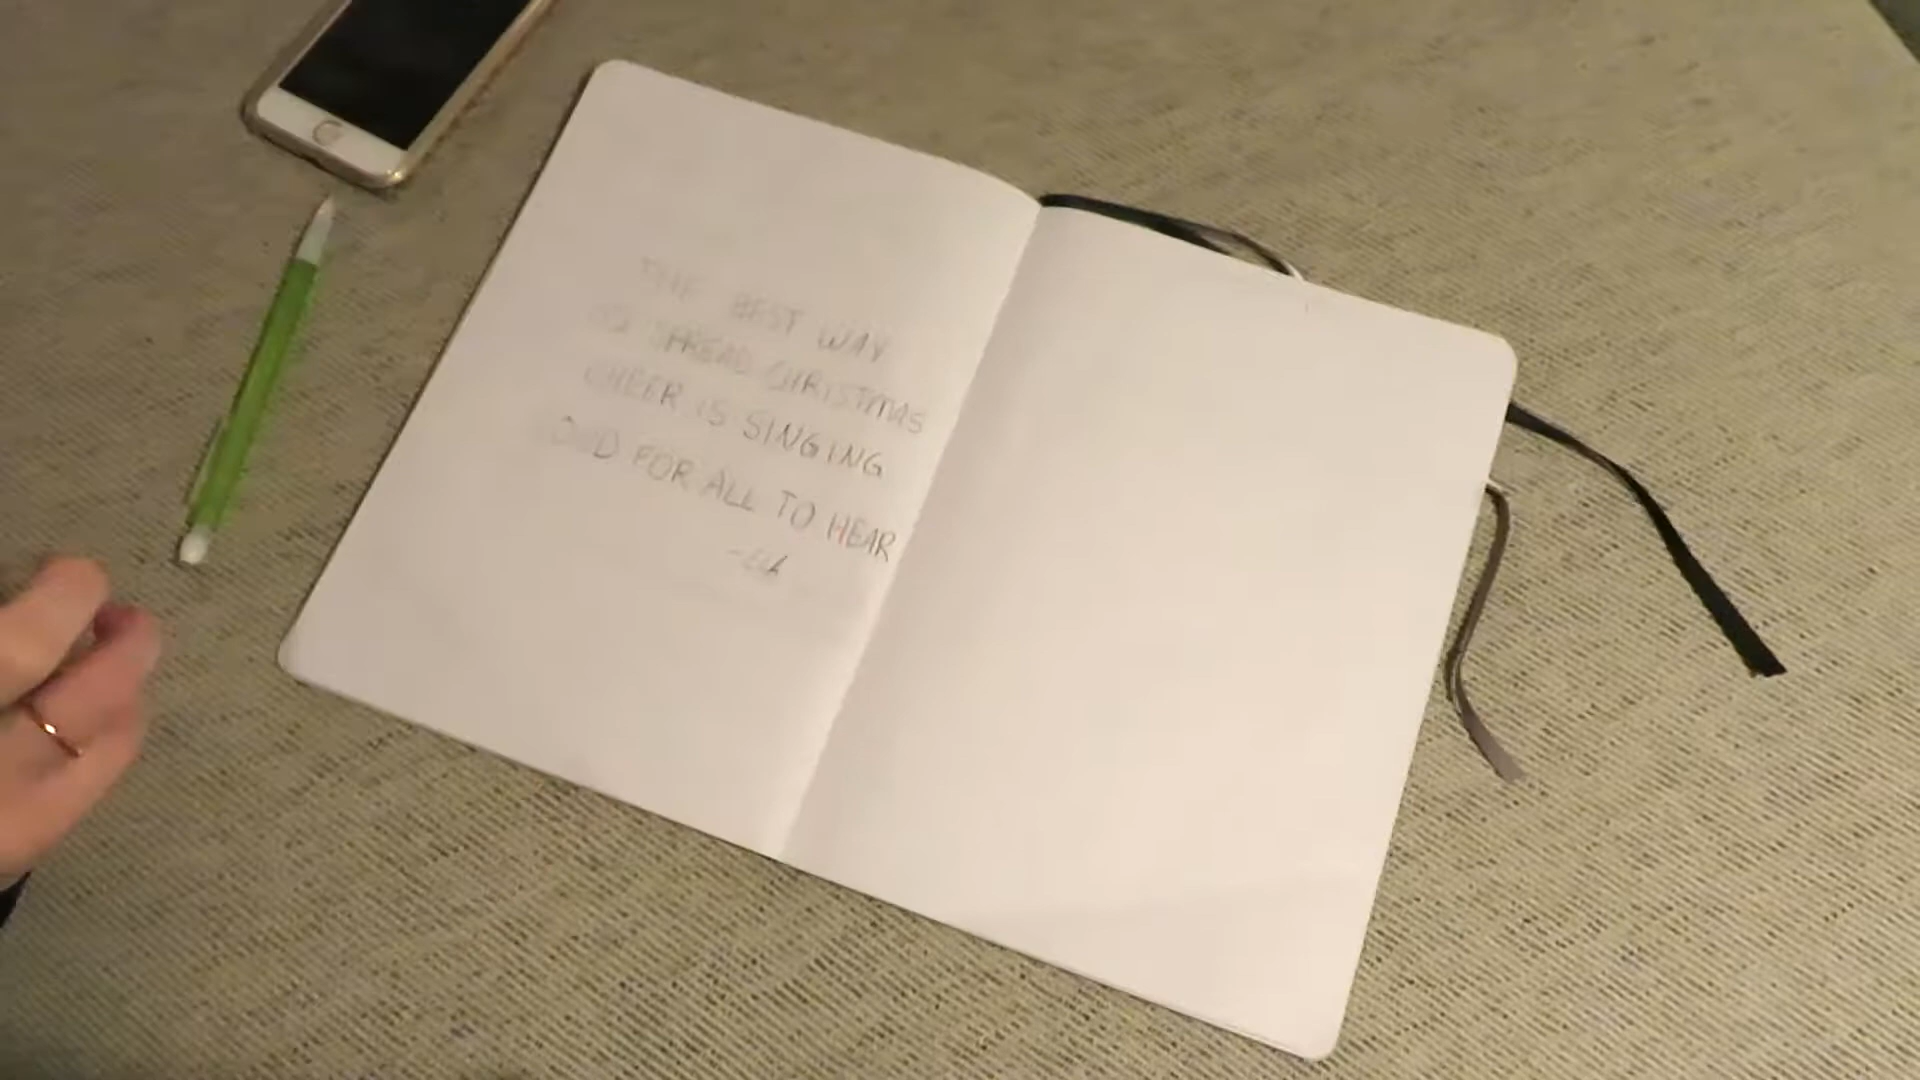 THE BEST WAY
TO SPREAD CHRISTMAS
CHEER IS SINGING
LOUD FOR ALL TO HEAR